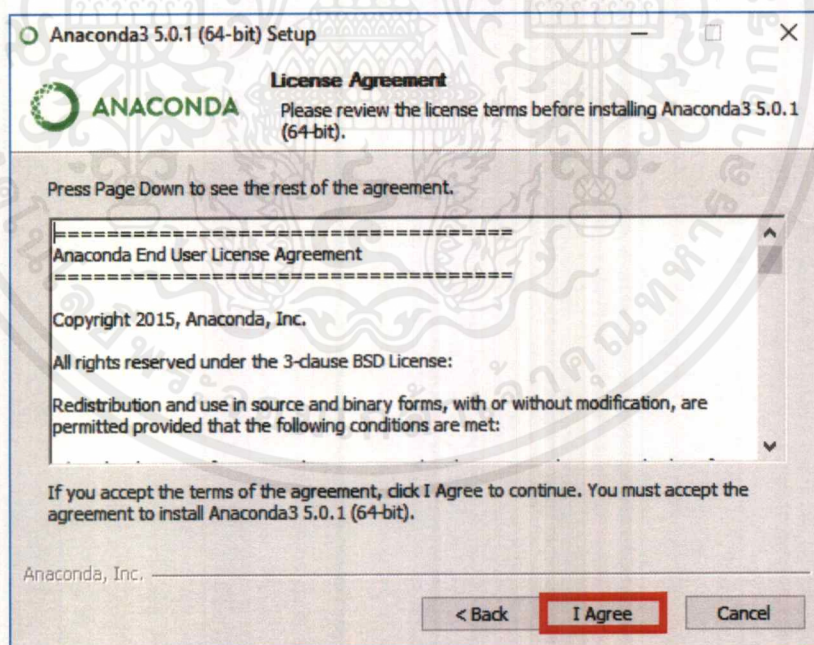 Anaconda3 5.0.1 (64-bit) Setup
ANACONDA
License Agreement
Please review the license terms before installing Anaconda3 5.0.1
(64-bit).
Press Page Down to see the rest of the agreement.
====================================
Anaconda End User License Agreement
====================================
Copyright 2015, Anaconda, Inc.
All rights reserved under the 3-clause BSD License:
Redistribution and use in source and binary forms, with or without modification, are
permitted provided that the following conditions are met:
If you accept the terms of the agreement, click I Agree to continue. You must accept the
agreement to install Anaconda3 5.0.1 (64-bit).
Anaconda, Inc.
< Back
I Agree
Cancel